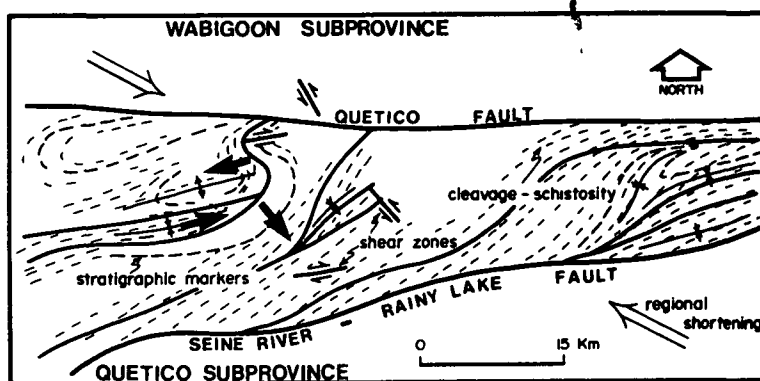 WABIGOON SUBPROVINCE
NORTH
QUETICO FAULT
cleavage-schistosity
shear zones
stratigraphic markers
SEINE RIVER - RAINY LAKE FAULT
regional
shortening
0 15 Km
QUETICO SUBPROVINCE